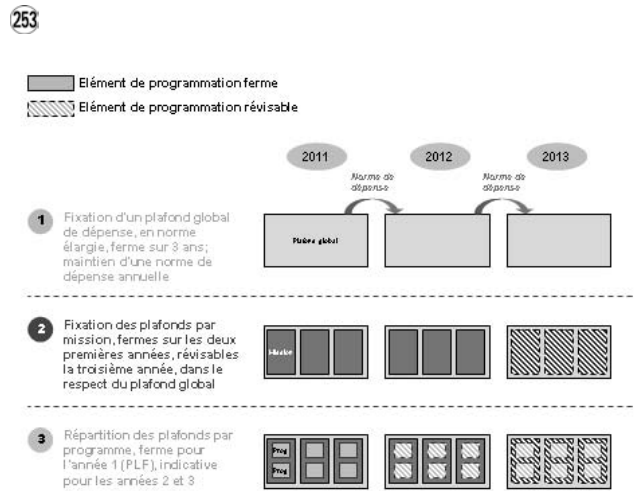 253
Elément de programmation ferme
Elément de programmation révisable
2011
2012
2013
Norme de
dépense
Norme de
dépense
1
Fixation d'un plafond global
de dépense, en norme
élargie, ferme sur 3 ans;
maintien d'une norme de
dépense annuelle
Plafond global
2
Fixation des plafonds par
mission, fermes sur les deux
premières années, révisables
la troisième année, dans le
respect du plafond global
Mission
3
Répartition des plafonds par
programme, ferme pour
l'année 1 (PLF), indicative
pour les années 2 et 3
Prog
Prog